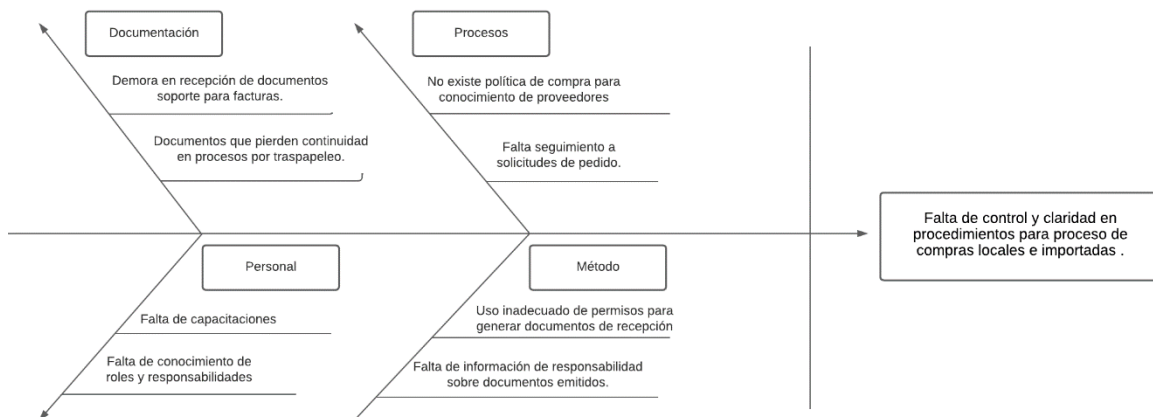 Documentación
Demora en recepción de documentos
soporte para facturas.
Documentos que pierden continuidad
en procesos por traspapeleo.
Procesos
No existe política de compra para
conocimiento de proveedores
Falta seguimiento a
solicitudes de pedido.
Falta de control y claridad en
procedimientos para proceso de
compras locales e importadas .
Personal
Falta de capacitaciones
Falta de conocimiento de
roles y responsabilidades
Método
Uso inadecuado de permisos para
generar documentos de recepción
Falta de información de responsabilidad
sobre documentos emitidos.